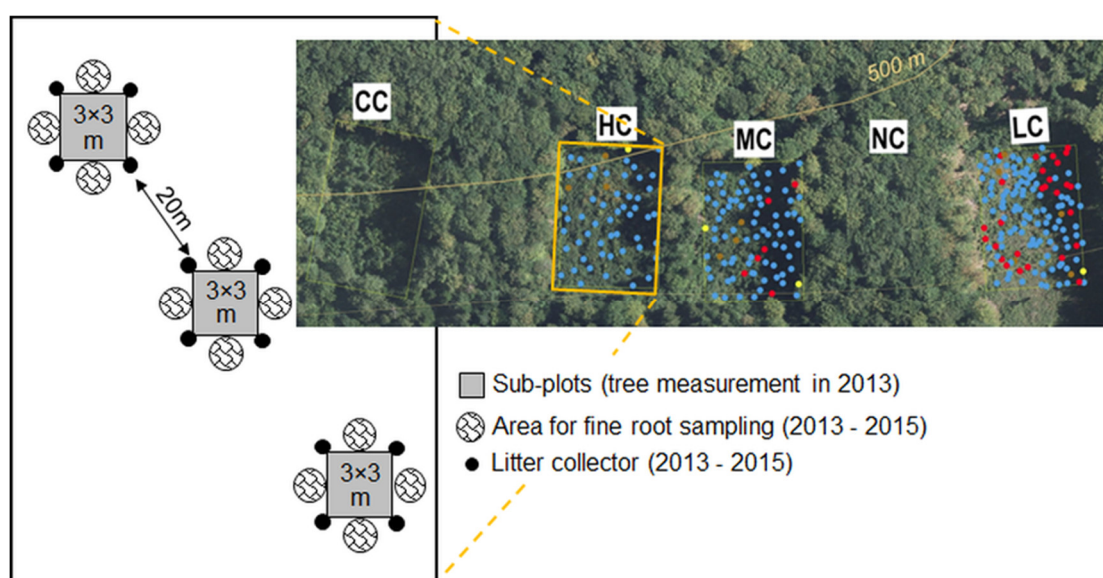 3×3
m
20m
3×3
m
3×3
m
CC
HC
MC
NC
LC
500 m
Sub-plots (tree measurement in 2013)
Area for fine root sampling (2013 - 2015)
Litter collector (2013 - 2015)